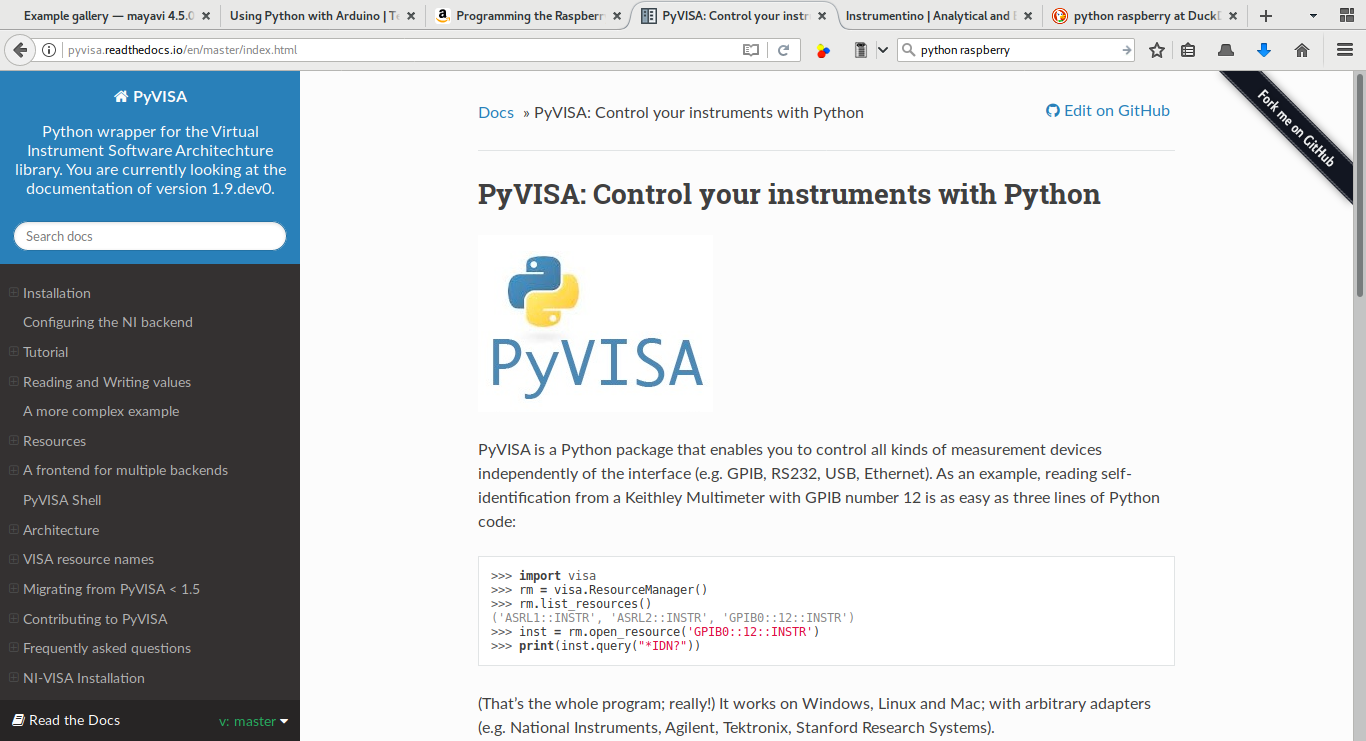 Example gallery — mayavi 4.5.0
Using Python with Arduino | Te
Programming the Raspberr
PyVISA: Control your instr
Instrumentino | Analytical and
python raspberry at DuckD
pyvisa.readthedocs.io/en/master/index.html
python raspberry
PyVISA
Python wrapper for the Virtual
Instrument Software Architechture
library. You are currently looking at the
documentation of version 1.9.dev0.
Search docs
Installation
Configuring the NI backend
Tutorial
Reading and Writing values
A more complex example
Resources
A frontend for multiple backends
PyVISA Shell
Architecture
VISA resource names
Migrating from PyVISA < 1.5
Contributing to PyVISA
Frequently asked questions
NI-VISA Installation
Read the Docs
v: master
Docs » PyVISA: Control your instruments with Python
Edit on GitHub
Fork me on GitHub
PyVISA: Control your instruments with Python
PyVISA
PyVISA is a Python package that enables you to control all kinds of measurement devices
independently of the interface (e.g. GPIB, RS232, USB, Ethernet). As an example, reading self-
identification from a Keithley Multimeter with GPIB number 12 is as easy as three lines of Python
code:
>>> import visa
>>> rm = visa.ResourceManager()
>>> rm.list_resources()
('ASRL1::INSTR', 'ASRL2::INSTR', 'GPIB0::12::INSTR')
>>> inst = rm.open_resource('GPIB0::12::INSTR')
>>> print(inst.query("*IDN?"))
(That’s the whole program; really!) It works on Windows, Linux and Mac; with arbitrary adapters
(e.g. National Instruments, Agilent, Tektronix, Stanford Research Systems).